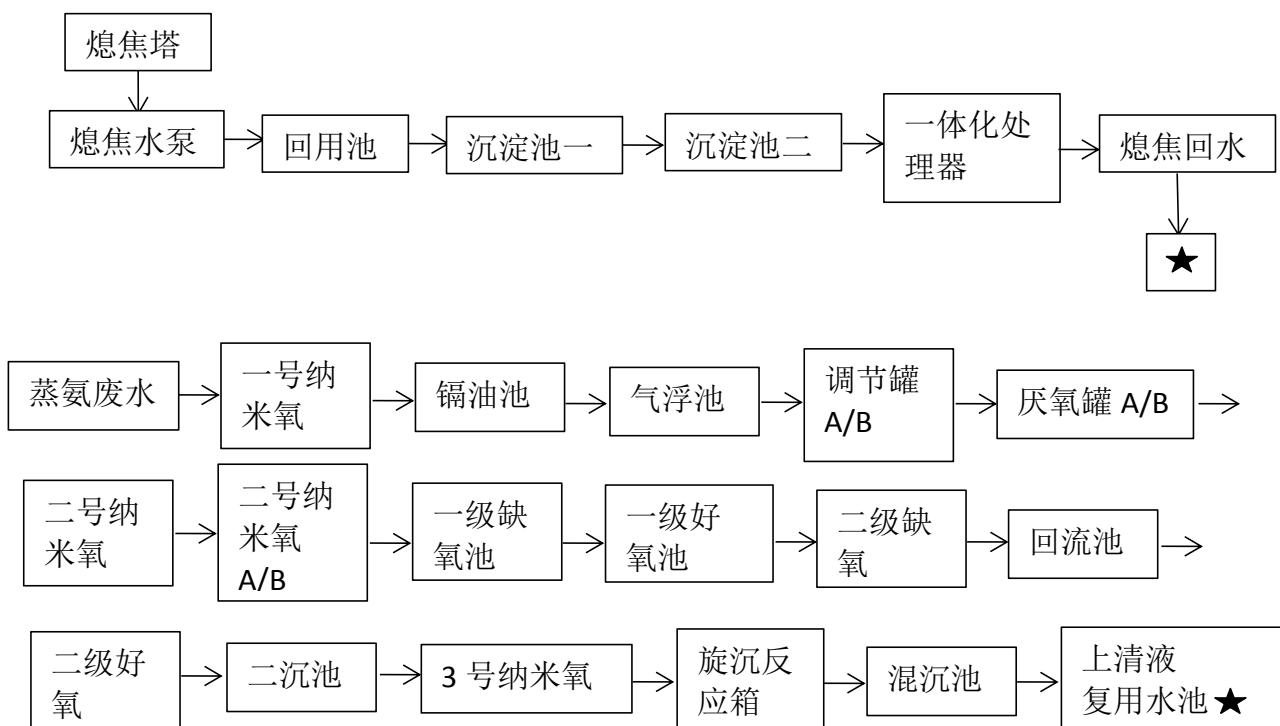 熄焦塔
熄焦水泵
回用池
沉淀池一
沉淀池二
一体化处
理器
熄焦回水
★
蒸氨废水
一号纳
米氧
镉油池
气浮池
调节罐
A/B
厌氧罐 A/B
二号纳
米氧
二号纳
米氧
A/B
一级缺
氧池
一级好
氧池
二级缺
氧
回流池
二级好
氧
二沉池
3 号纳米氧
旋沉反
应箱
混沉池
上清液
复用水池★